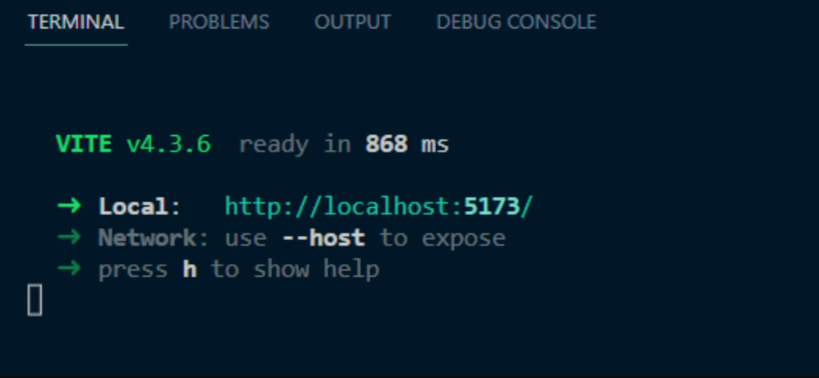 TERMINAL PROBLEMS OUTPUT DEBUG CONSOLE
VITE v4.3.6 ready in 868 ms
➜ Local: http://localhost:5173/
➜ Network: use --host to expose
➜ press h to show help